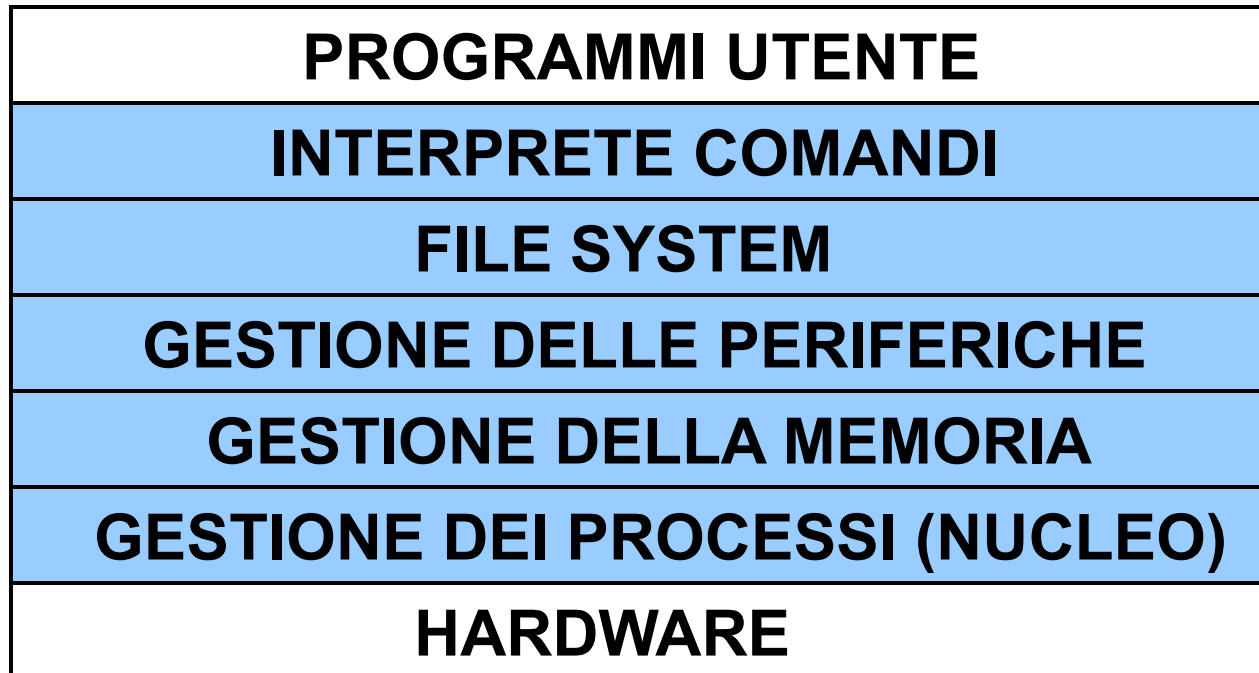 PROGRAMMI UTENTE
INTERPRETE COMANDI
FILE SYSTEM
GESTIONE DELLE PERIFERICHE
GESTIONE DELLA MEMORIA
GESTIONE DEI PROCESSI (NUCLEO)
HARDWARE